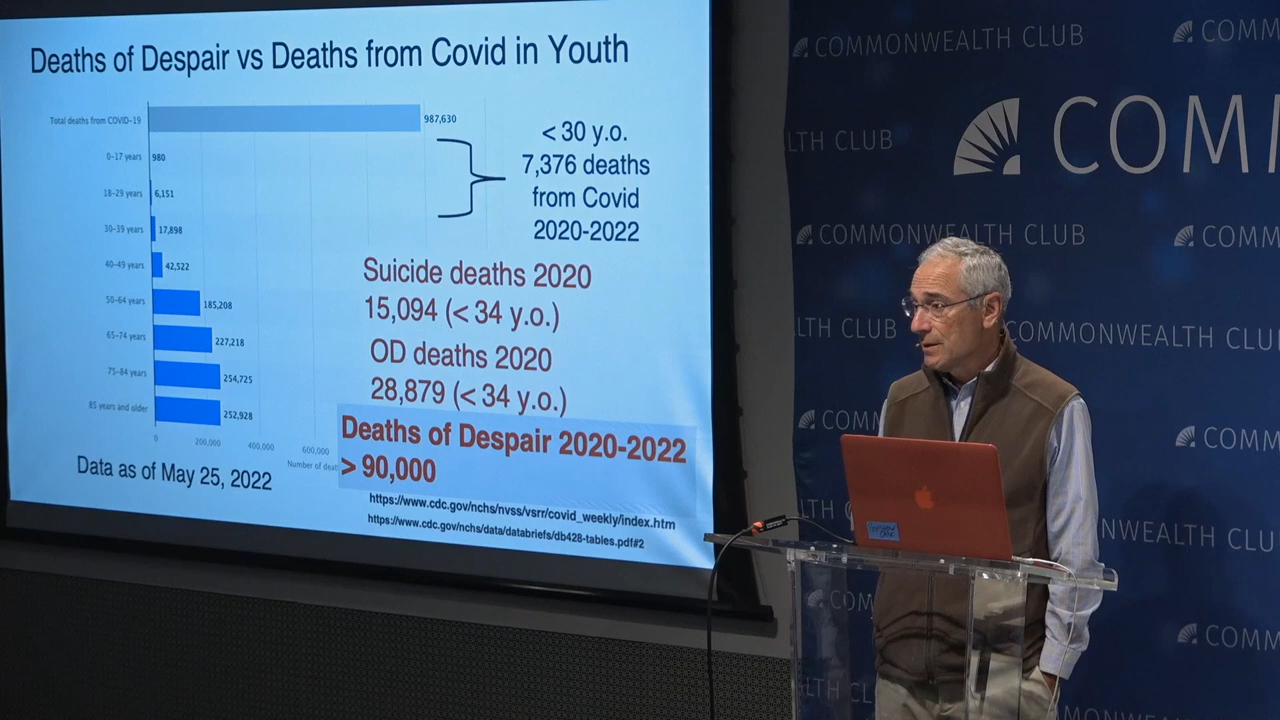 Deaths of Despair vs Deaths from Covid in Youth
Total deaths from COVID-19
987,630
0-17 years
980
18-29 years
6,151
30-39 years
17,898
40-49 years
42,522
50-64 years
185,208
65-74 years
227,218
75-84 years
254,725
85 years and older
252,928
0
200,000
400,000
600,000
Number of deat
< 30 y.o.
7,376 deaths
from Covid
2020-2022
Suicide deaths 2020
15,094 (< 34 y.o.)
OD deaths 2020
28,879 (< 34 y.o.)
Deaths of Despair 2020-2022
> 90,000
Data as of May 25, 2022
https://www.cdc.gov/nchs/nvss/vsrr/covid_weekly/index.htm
https://www.cdc.gov/nchs/data/databriefs/db428-tables.pdf#2
COMMONWEALTH CLUB
COMM
LTH CLUB
COMM
COMMONWEALTH CLUB
COMM
LTH CLUB
COMMONWEALTH CLU
COMM
COMM
LTH
NWEALTH CLU
COM
COMM
LTH CL
MONWEALTH